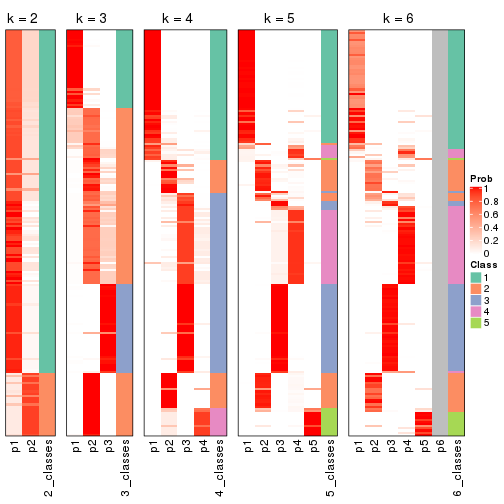 k = 2 k = 3 k = 4 k = 5 k = 6
Prob
1
0.8
0.6
0.4
0.2
0
Class
1
2
3
4
5
p1 p2 2_classes p1 p2 p3 3_classes p1 p2 p3 p4 4_classes p1 p2 p3 p4 p5 5_classes p1 p2 p3 p4 p5 p6 6_classes